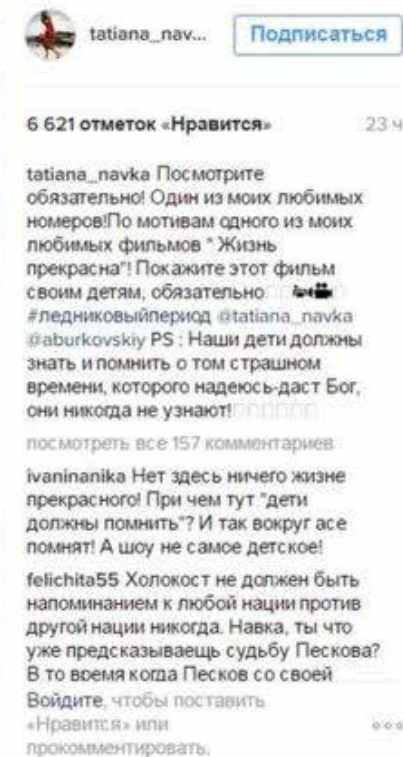 tatiana_nav... Подписаться
6 621 отметок «Нравится» 23 ч
tatiana_navka Посмотрите
обязательно! Один из моих любимых
номеров!По мотивам одного из моих
любимых фильмов " Жизнь
прекрасна"! Покажите этот фильм
своим детям, обязательно
#ледниковыйпериод @tatiana_navka
@aburkovskiy PS : Наши дети должны
знать и помнить о том страшном
времени, которого надеюсь-даст Бог,
они никогда не узнают!
посмотреть все 157 комментариев
ivaninanika Нет здесь ничего жизне
прекрасного! При чем тут "дети
должны помнить"? И так вокруг асе
помнят! А шоу не самое детское!
felichita55 Холокост не должен быть
напоминанием к любой нации против
другой нации никогда. Навка, ты что
уже предсказываещь судьбу Пескова?
В то время когда Песков со своей
Войдите, чтобы поставить
«Нравится» или
прокомментировать.